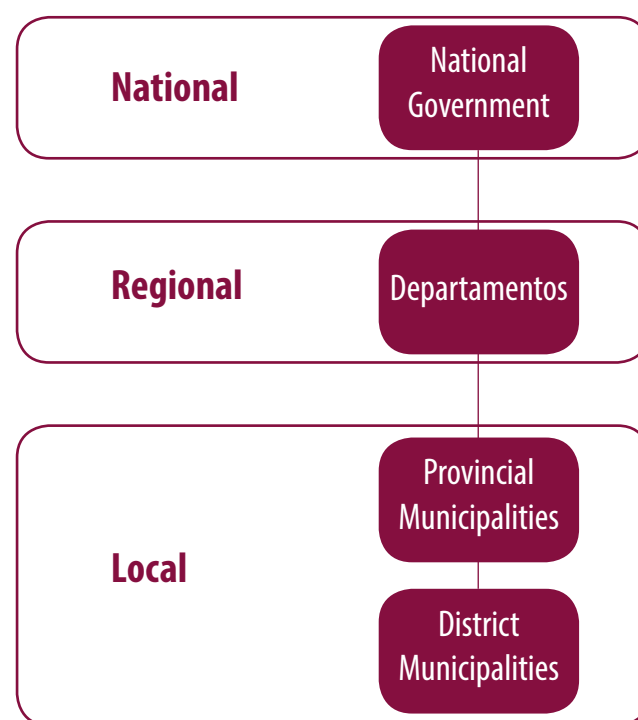 National
National
Government
Regional
Departamentos
Local
Provincial
Municipalities
District
Municipalities